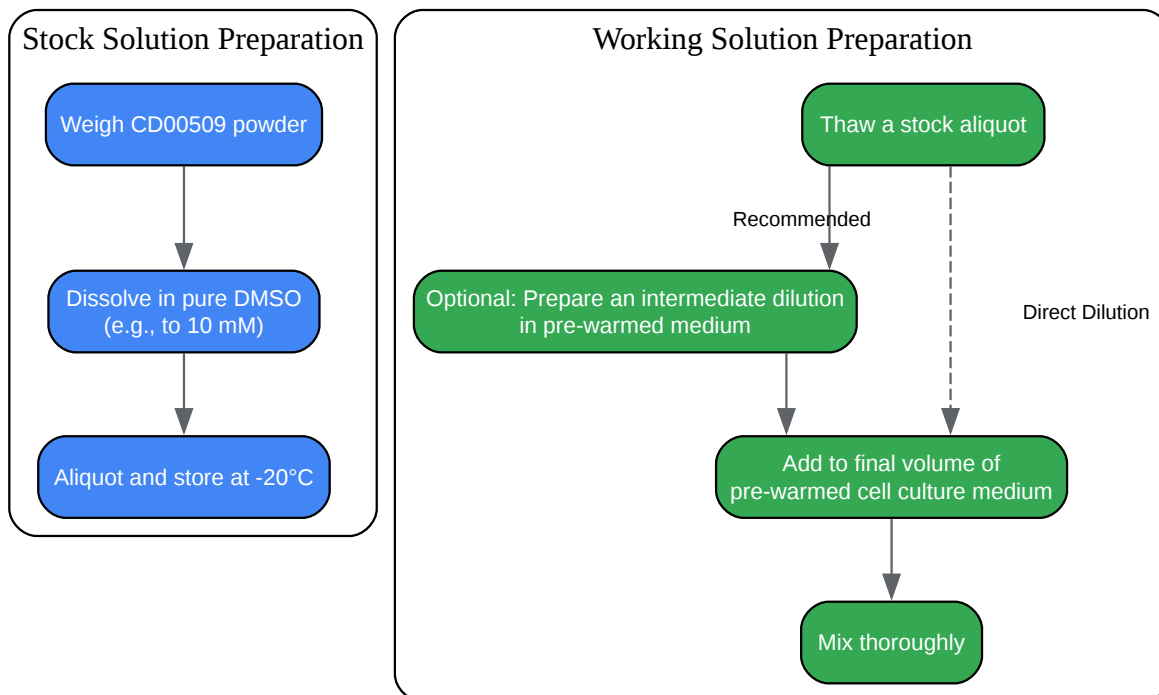 Stock Solution Preparation
Weigh CD00509 powder
Dissolve in pure DMSO
(e.g., to 10 mM)
Aliquot and store at -20°C
Working Solution Preparation
Thaw a stock aliquot
Recommended
Optional: Prepare an intermediate dilution
in pre-warmed medium
Direct Dilution
Add to final volume of
pre-warmed cell culture medium
Mix thoroughly